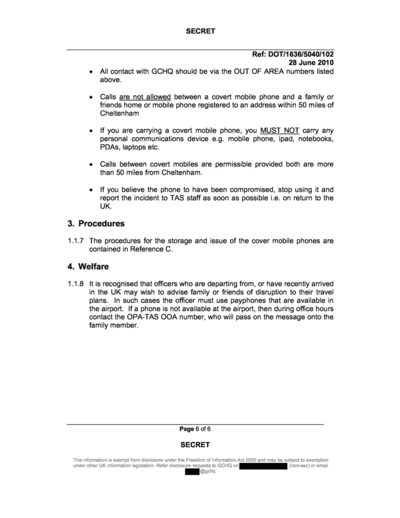 SECRET
Ref: DOT/1636/5040/102
28 June 2010
• All contact with GCHQ should be via the OUT OF AREA numbers listed
above.
• Calls are not allowed between a covert mobile phone and a family or
friends home or mobile phone registered to an address within 50 miles of
Cheltenham
• If you are carrying a covert mobile phone, you MUST NOT carry any
personal communications device e.g. mobile phone, ipad, notebooks,
PDAs, laptops etc.
• Calls between covert mobiles are permissible provided both are more
than 50 miles from Cheltenham.
• If you believe the phone to have been compromised, stop using it and
report the incident to TAS staff as soon as possible i.e. on return to the
UK.
3. Procedures
1.1.7 The procedures for the storage and issue of the cover mobile phones are
contained in Reference C.
4. Welfare
1.1.8 It is recognised that officers who are departing from, or have recently arrived
in the UK may wish to advise family or friends of disruption to their travel
plans. In such cases the officer must use payphones that are available in
the airport. If a phone is not available at the airport, then during office hours
contact the OPA-TAS OOA number, who will pass on the message onto the
family member.
Page 6 of 6
SECRET
This information is exempt from disclosure under the Freedom of Information Act 2000 and may be subject to exemption
under other UK information legislation. Refer disclosure requests to GCHQ on (non-sec) or email
@gchq